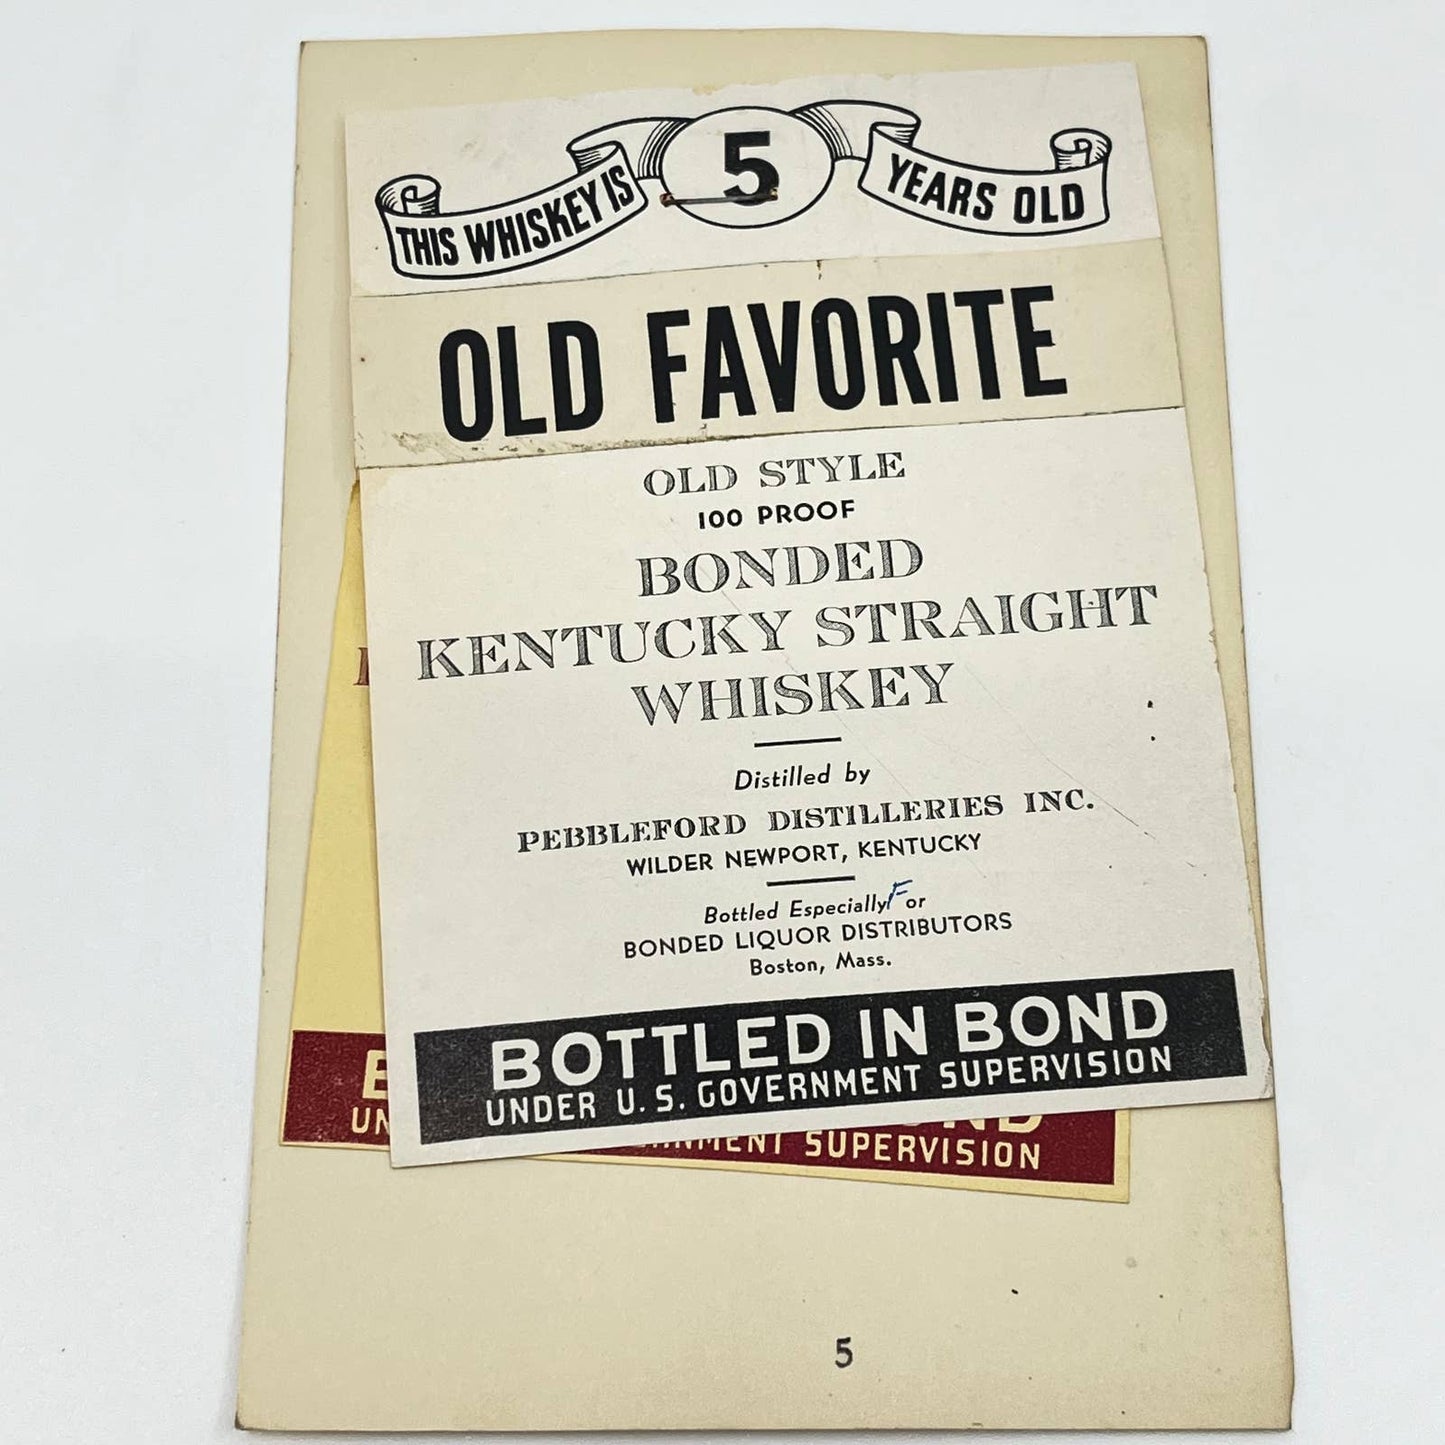 THIS WHISKEY IS 5 YEARS OLD
OLD FAVORITE
OLD STYLE
100 PROOF
BONDED
KENTUCKY STRAIGHT
WHISKEY
Distilled by
PEBBLEFORD DISTILLERIES INC.
WILDER NEWPORT, KENTUCKY
Bottled Especially For
BONDED LIQUOR DISTRIBUTORS
Boston, Mass.
BOTTLED IN BOND
UNDER U.S. GOVERNMENT SUPERVISION
SUPERVISION
5